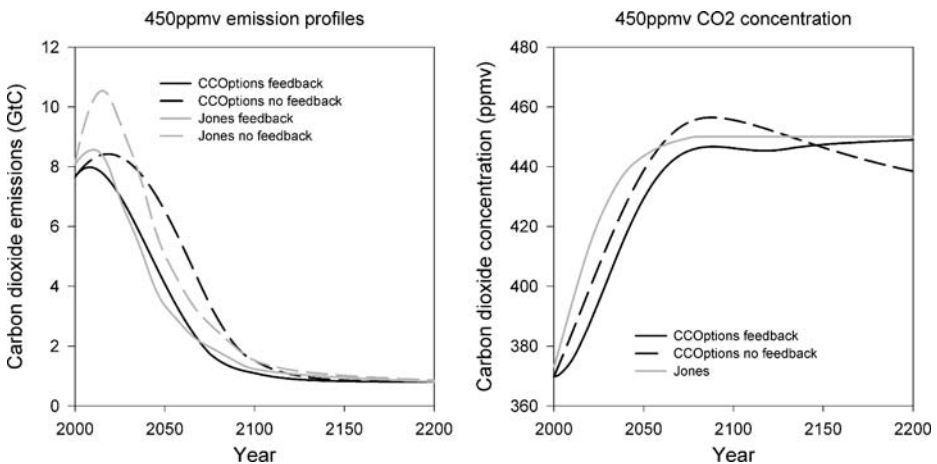 450ppmv emission profiles
12
10
8
6
4
2
0
Carbon dioxide emissions (GtC)
CCOptions feedback
CCOptions no feedback
Jones feedback
Jones no feedback
2000 2050 2100 2150 2200
Year
450ppmv CO2 concentration
480
460
440
420
400
380
360
Carbon dioxide concentration (ppmv)
CCOptions feedback
CCOptions no feedback
Jones
2000 2050 2100 2150 2200
Year